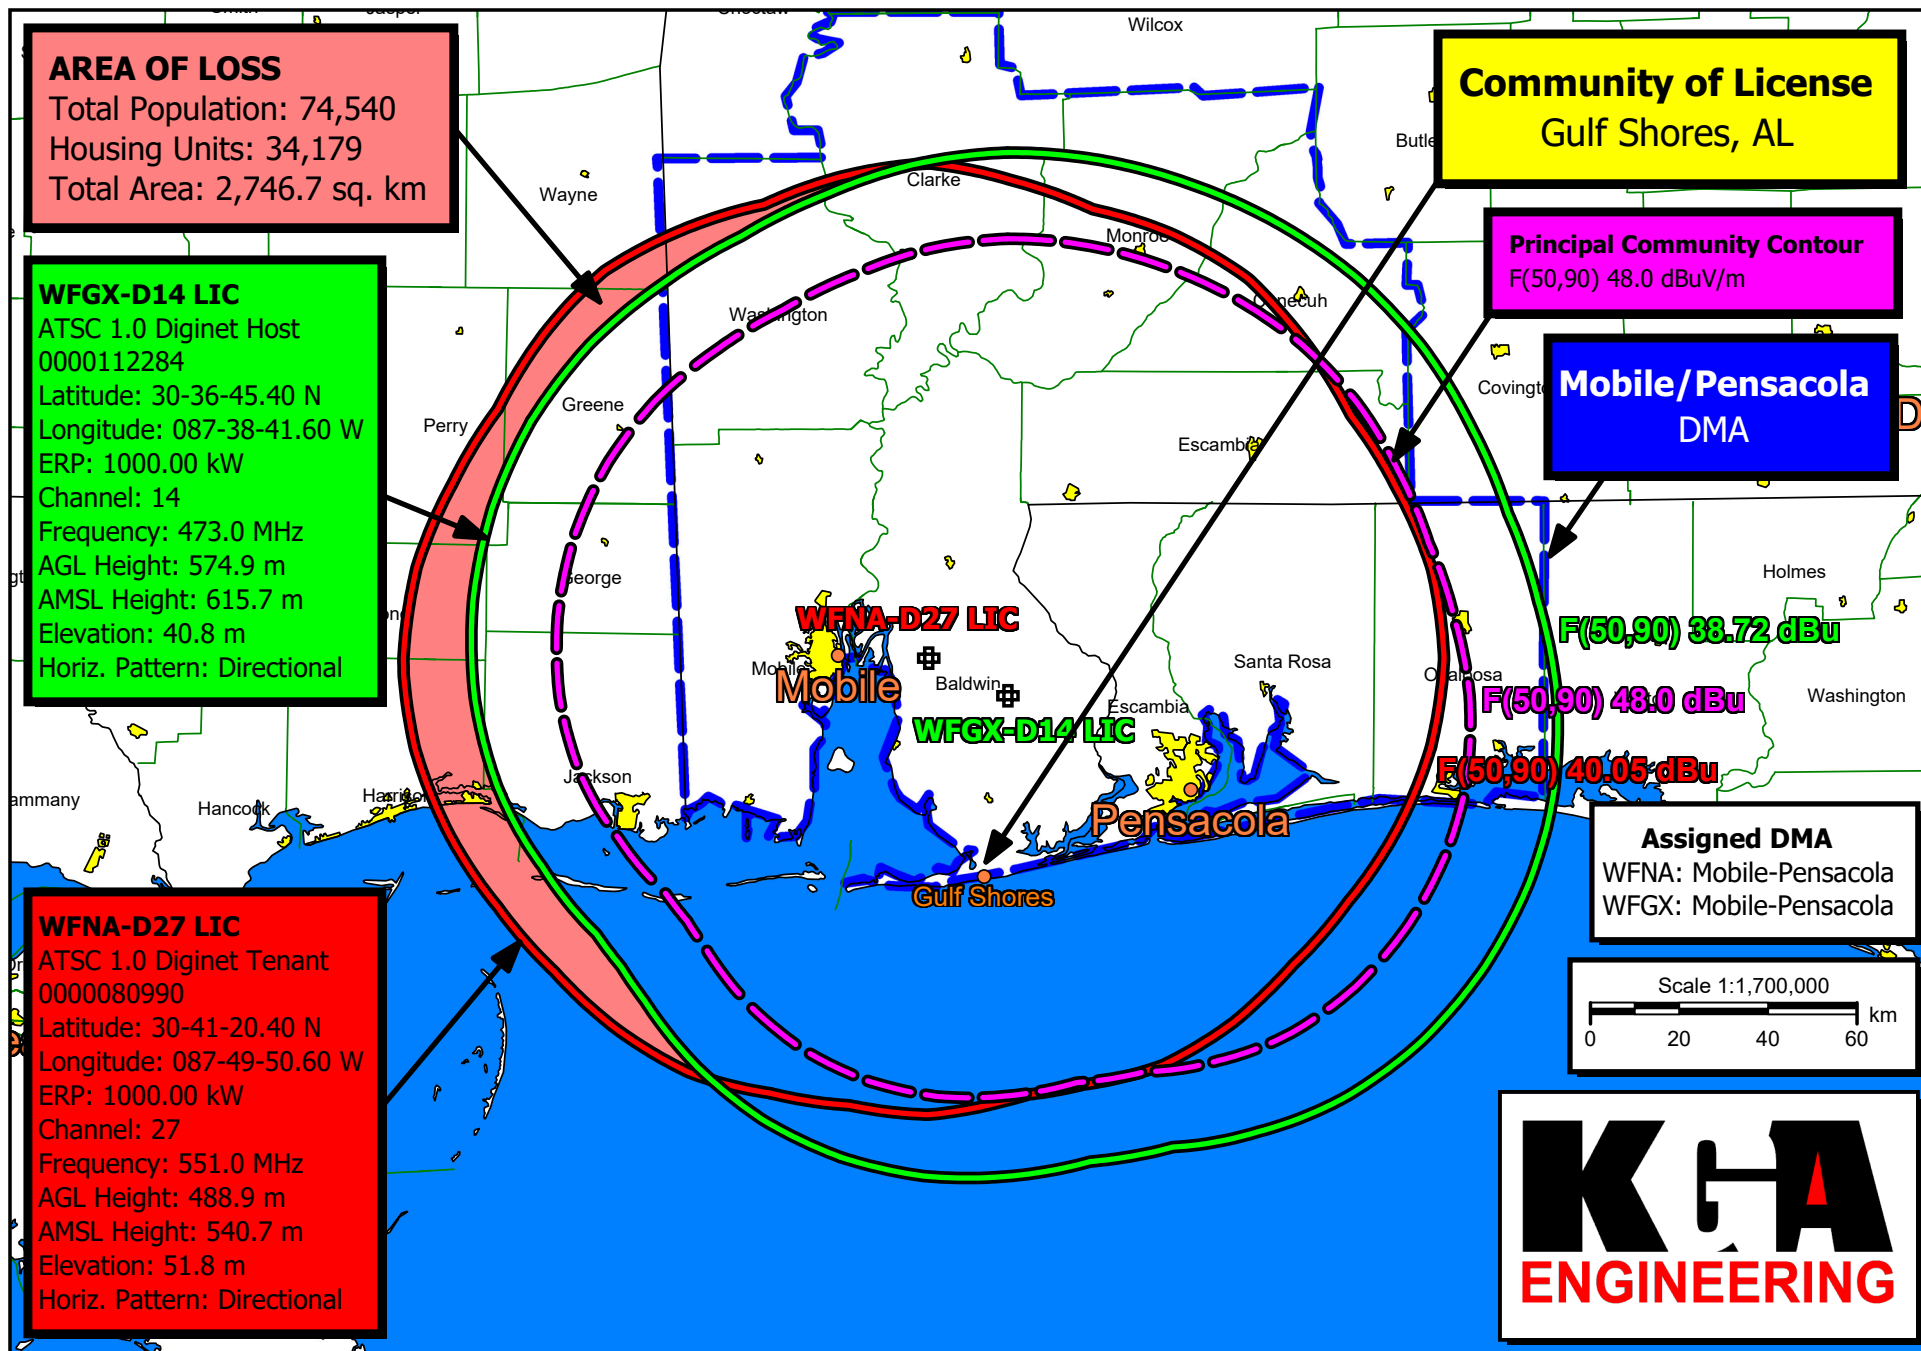 Wilcox
AREA OF LOSS
Total Population: 74,540
Housing Units: 34,179
Total Area: 2,746.7 sq. km
Community of License
Gulf Shores, AL
Clarke
Wayne
Principal Community Contour
F(50,90) 48.0 dBuV/m
Monroe
WFGX-D14 LIC
ATSC 1.0 Diginet Host
0000112284
Latitude: 30-36-45.40 N
Longitude: 087-38-41.60 W
ERP: 1000.00 kW
Channel: 14
Frequency: 473.0 MHz
AGL Height: 574.9 m
AMSL Height: 615.7 m
Elevation: 40.8 m
Horiz. Pattern: Directional
Washington
Conecuh
Mobile/Pensacola
DMA
Greene
Perry
Escambia
George
Holmes
WFNA-D27 LIC
F(50,90) 38.72 dBu
Mobile
Mobile
Baldwin
Santa Rosa
Okaloosa
Washington
F(50,90) 48.0 dBu
Escambia
WFGX-D14 LIC
F(50,90) 40.05 dBu
Jackson
Harrison
Hancock
Pensacola
Gulf Shores
Assigned DMA
WFNA: Mobile-Pensacola
WFGX: Mobile-Pensacola
WFNA-D27 LIC
ATSC 1.0 Diginet Tenant
0000080990
Latitude: 30-41-20.40 N
Longitude: 087-49-50.60 W
ERP: 1000.00 kW
Channel: 27
Frequency: 551.0 MHz
AGL Height: 488.9 m
AMSL Height: 540.7 m
Elevation: 51.8 m
Horiz. Pattern: Directional
Scale 1:1,700,000
km
0 20 40 60
KGA
ENGINEERING